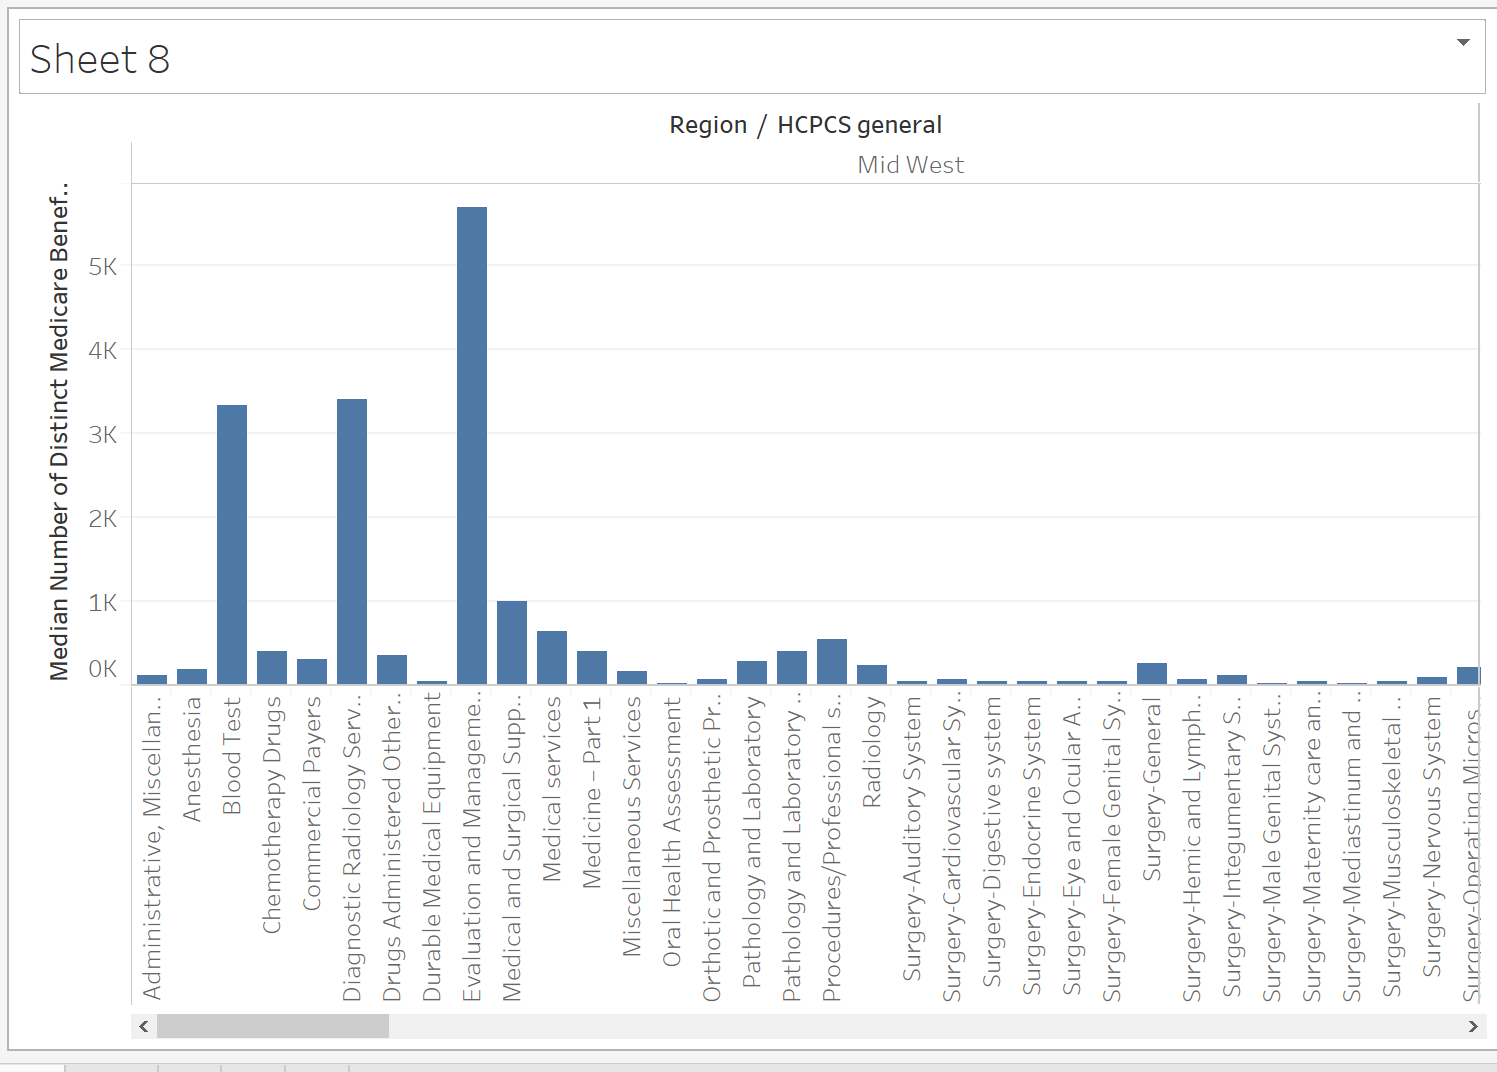 Sheet 8
Region / HCPCS general
Mid West
Median Number of Distinct Medicare Benef..
5K
4K
3K
2K
1K
0K
Administrative, Miscellan..
Anesthesia
Blood Test
Chemotherapy Drugs
Commercial Payers
Diagnostic Radiology Serv..
Drugs Administered Other..
Durable Medical Equipment
Evaluation and Manageme..
Medical and Surgical Supp..
Medical services
Medicine – Part 1
Miscellaneous Services
Oral Health Assessment
Orthotic and Prosthetic Pr..
Pathology and Laboratory
Pathology and Laboratory ..
Procedures/Professional s..
Radiology
Surgery-Auditory System
Surgery-Cardiovascular Sy..
Surgery-Digestive system
Surgery-Endocrine System
Surgery-Eye and Ocular A..
Surgery-Female Genital Sy..
Surgery-General
Surgery-Hemic and Lymph..
Surgery-Integumentary S..
Surgery-Male Genital Syst..
Surgery-Maternity care an..
Surgery-Mediastinum and ..
Surgery-Musculoskeletal ..
Surgery-Nervous System
Surgery-Operating Micros..